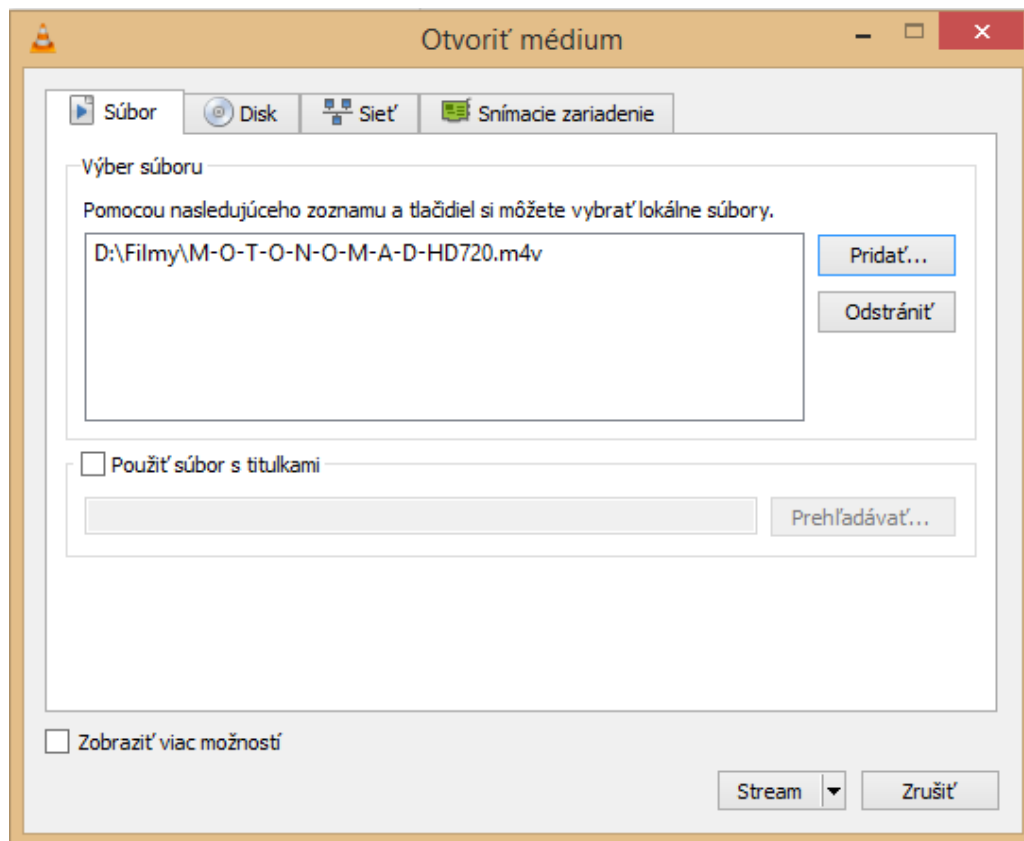 Otvoriť médium
Súbor
Disk
Sieť
Snímacie zariadenie
Výber súboru
Pomocou nasledujúceho zoznamu a tlačidiel si môžete vybrať lokálne súbory.
D:\Filmy\M-O-T-O-N-O-M-A-D-HD720.m4v
Pridať...
Odstrániť
Použiť súbor s titulkami
Prehľadávať...
Zobraziť viac možností
Stream
Zrušiť